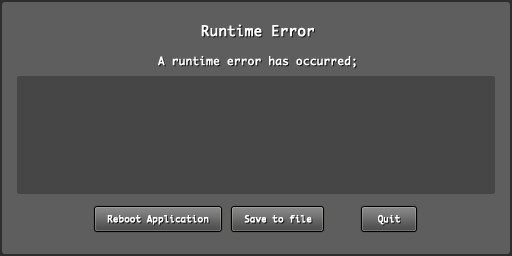 Runtime Error
A runtime error has occurred;
Reboot Application
Save to file
Quit